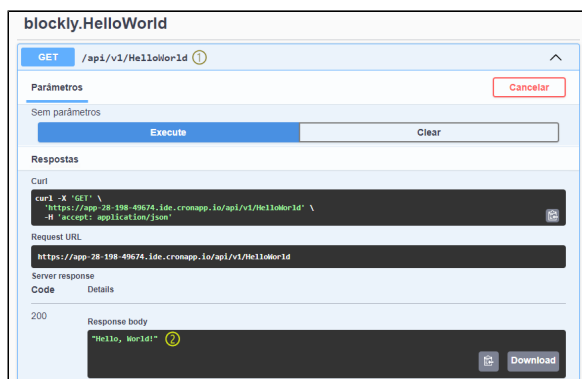 blockly.HelloWorld
GET /api/v1/HelloWorld 1
Parâmetros Cancelar
Sem parâmetros
Execute Clear
Respostas
Curl
curl -X 'GET' \
'https://app-28-198-49674.ide.cronapp.io/api/v1/HelloWorld' \
-H 'accept: application/json'
Request URL
https://app-28-198-49674.ide.cronapp.io/api/v1/HelloWorld
Server response
Code Details
200
Response body
"Hello, World!" 2
Download